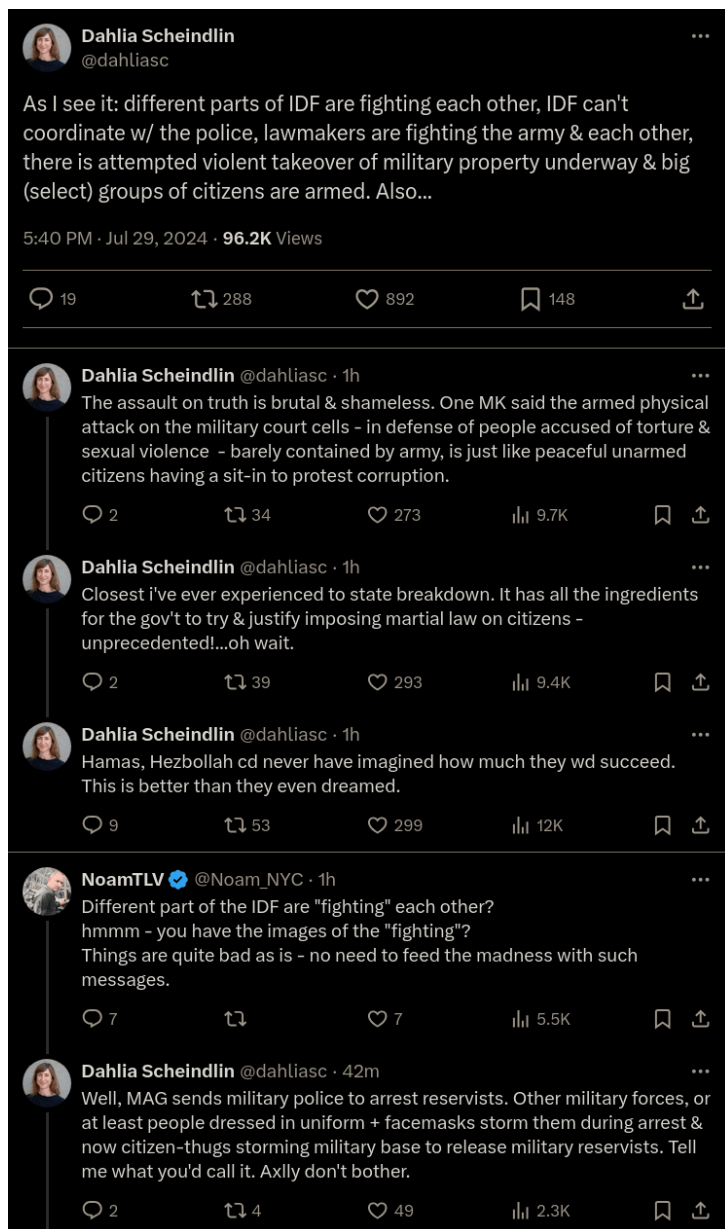 Dahlia Scheindlin
@dahliasc
As I see it: different parts of IDF are fighting each other, IDF can't
coordinate w/ the police, lawmakers are fighting the army & each other,
there is attempted violent takeover of military property underway & big
(select) groups of citizens are armed. Also...
5:40 PM · Jul 29, 2024 · 96.2K Views
19 288 892 148
Dahlia Scheindlin @dahliasc · 1h
The assault on truth is brutal & shameless. One MK said the armed physical
attack on the military court cells - in defense of people accused of torture &
sexual violence - barely contained by army, is just like peaceful unarmed
citizens having a sit-in to protest corruption.
2 34 273 9.7K
Dahlia Scheindlin @dahliasc · 1h
Closest i've ever experienced to state breakdown. It has all the ingredients
for the gov't to try & justify imposing martial law on citizens -
unprecedented!...oh wait.
2 39 293 9.4K
Dahlia Scheindlin @dahliasc · 1h
Hamas, Hezbollah cd never have imagined how much they wd succeed.
This is better than they even dreamed.
9 53 299 12K
NoamTLV @Noam_NYC · 1h
Different part of the IDF are "fighting" each other?
hmmm - you have the images of the "fighting"?
Things are quite bad as is - no need to feed the madness with such
messages.
7 7 5.5K
Dahlia Scheindlin @dahliasc · 42m
Well, MAG sends military police to arrest reservists. Other military forces, or
at least people dressed in uniform + facemasks storm them during arrest &
now citizen-thugs storming military base to release military reservists. Tell
me what you'd call it. Axlly don't bother.
2 4 49 2.3K